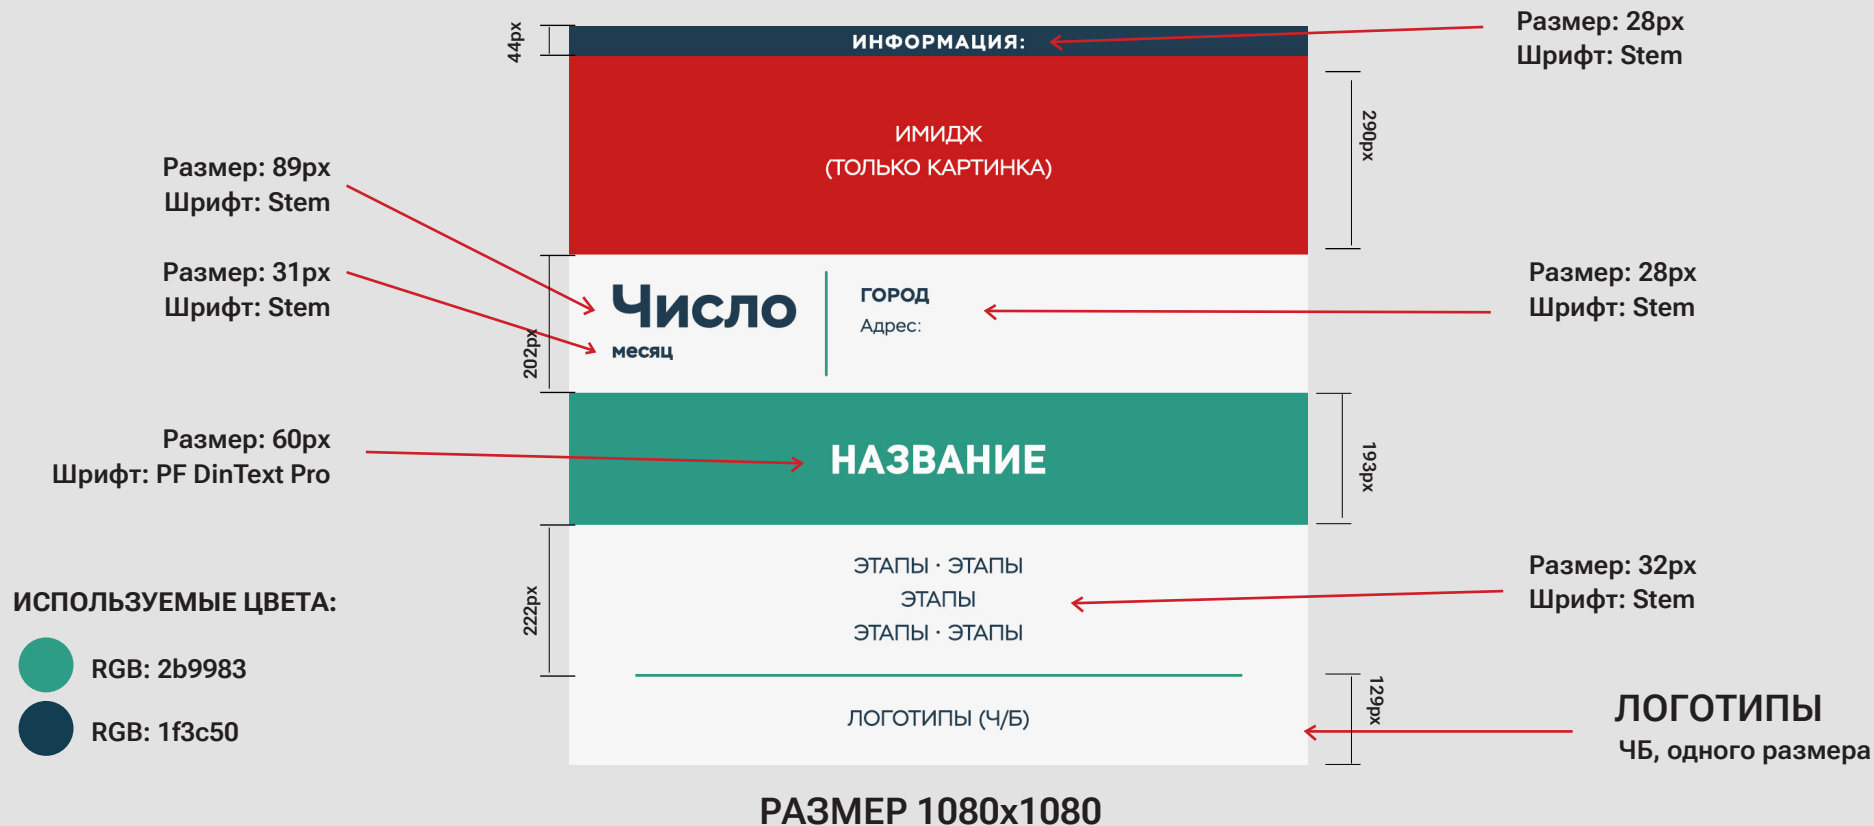 44px
ИНФОРМАЦИЯ:
Размер: 28px
Шрифт: Stem
ИМИДЖ
(ТОЛЬКО КАРТИНКА)
290px
Размер: 89px
Шрифт: Stem
Размер: 31px
Шрифт: Stem
202px
Число
месяц
ГОРОД
Адрес:
Размер: 28px
Шрифт: Stem
Размер: 60px
Шрифт: PF DinText Pro
НАЗВАНИЕ
193px
222px
ЭТАПЫ · ЭТАПЫ
ЭТАПЫ
ЭТАПЫ · ЭТАПЫ
Размер: 32px
Шрифт: Stem
ИСПОЛЬЗУЕМЫЕ ЦВЕТА:
RGB: 2b9983
RGB: 1f3c50
ЛОГОТИПЫ (Ч/Б)
129px
ЛОГОТИПЫ
ЧБ, одного размера
РАЗМЕР 1080x1080